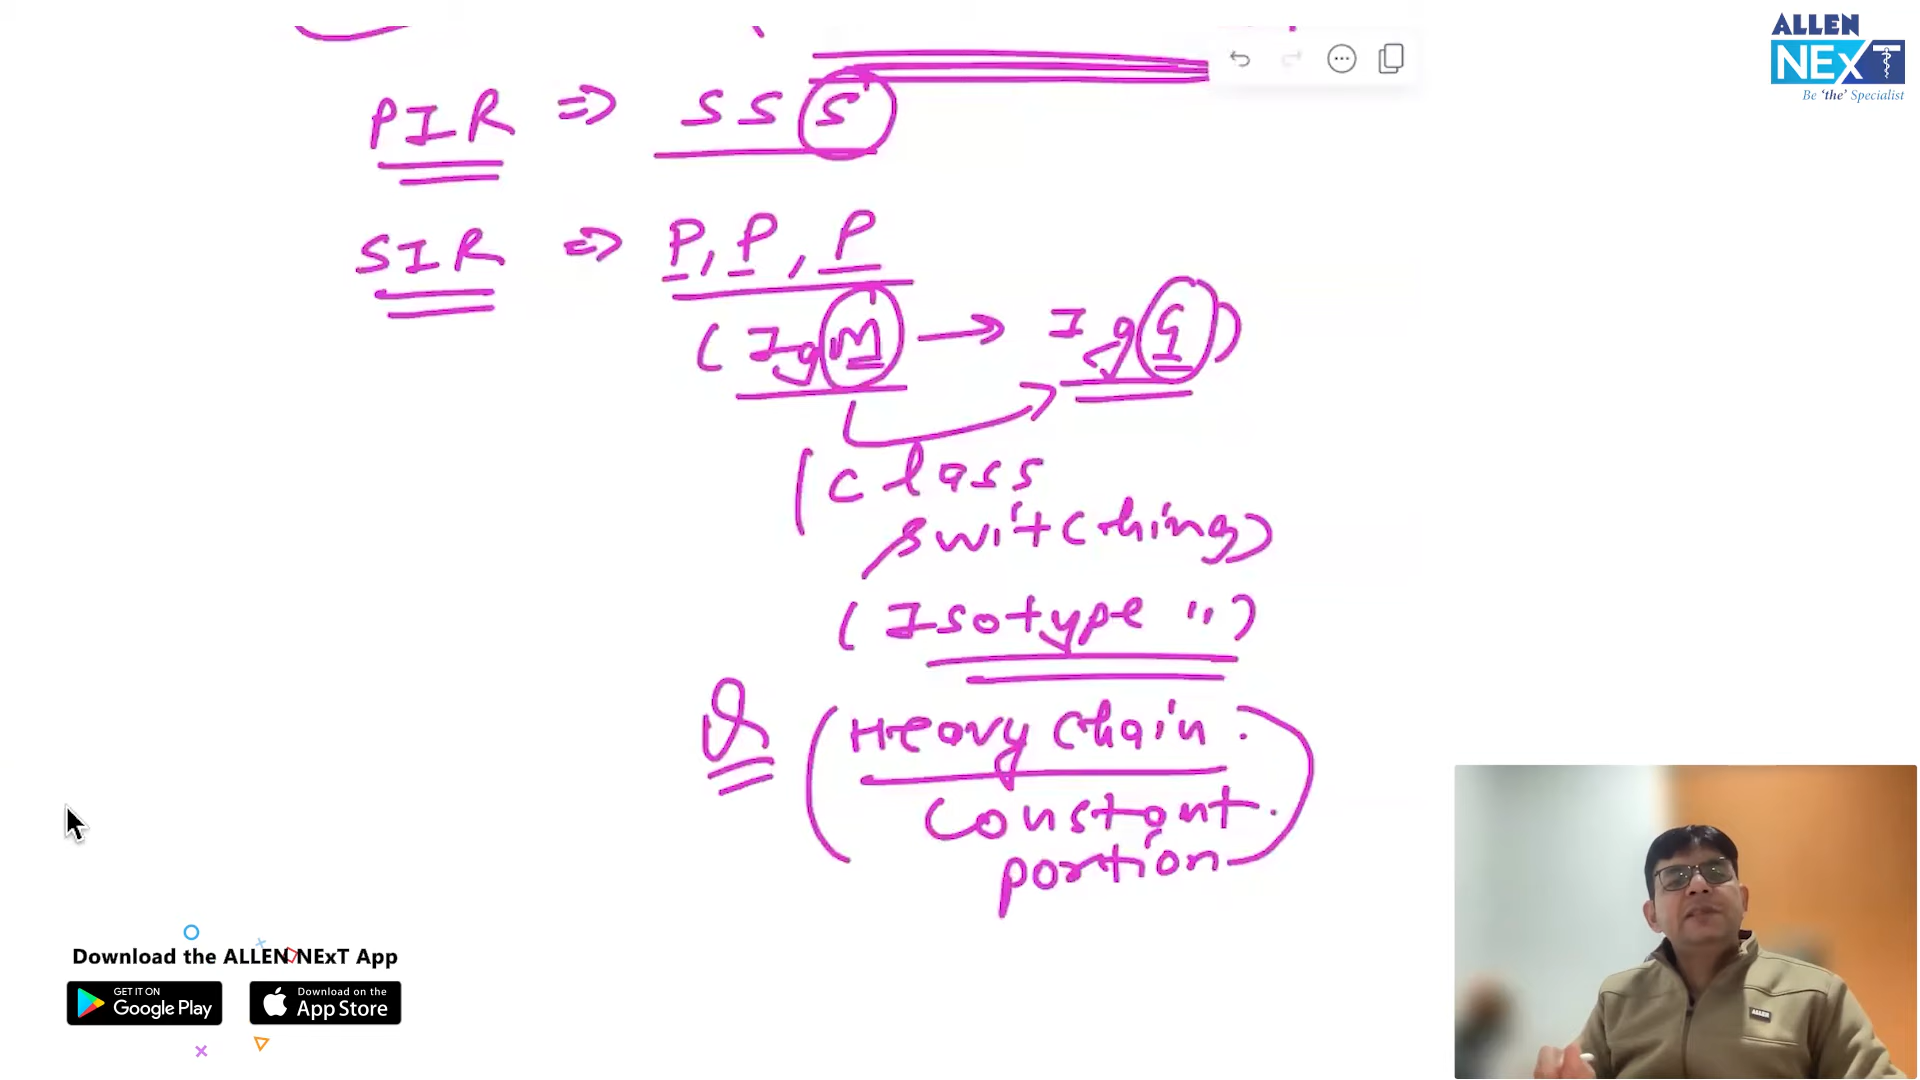 ALLEN
NEXT
Be 'the' Specialist
PIR ⇒ S S S
SIR ⇒ P, P, P
(IgM → IgG)
(Class
switching)
(Isotype ")
Q (Heavy chain.
constant.
portion)
Download the ALLEN NExT App
GET IT ON
Google Play
Download on the
App Store
ALLEN